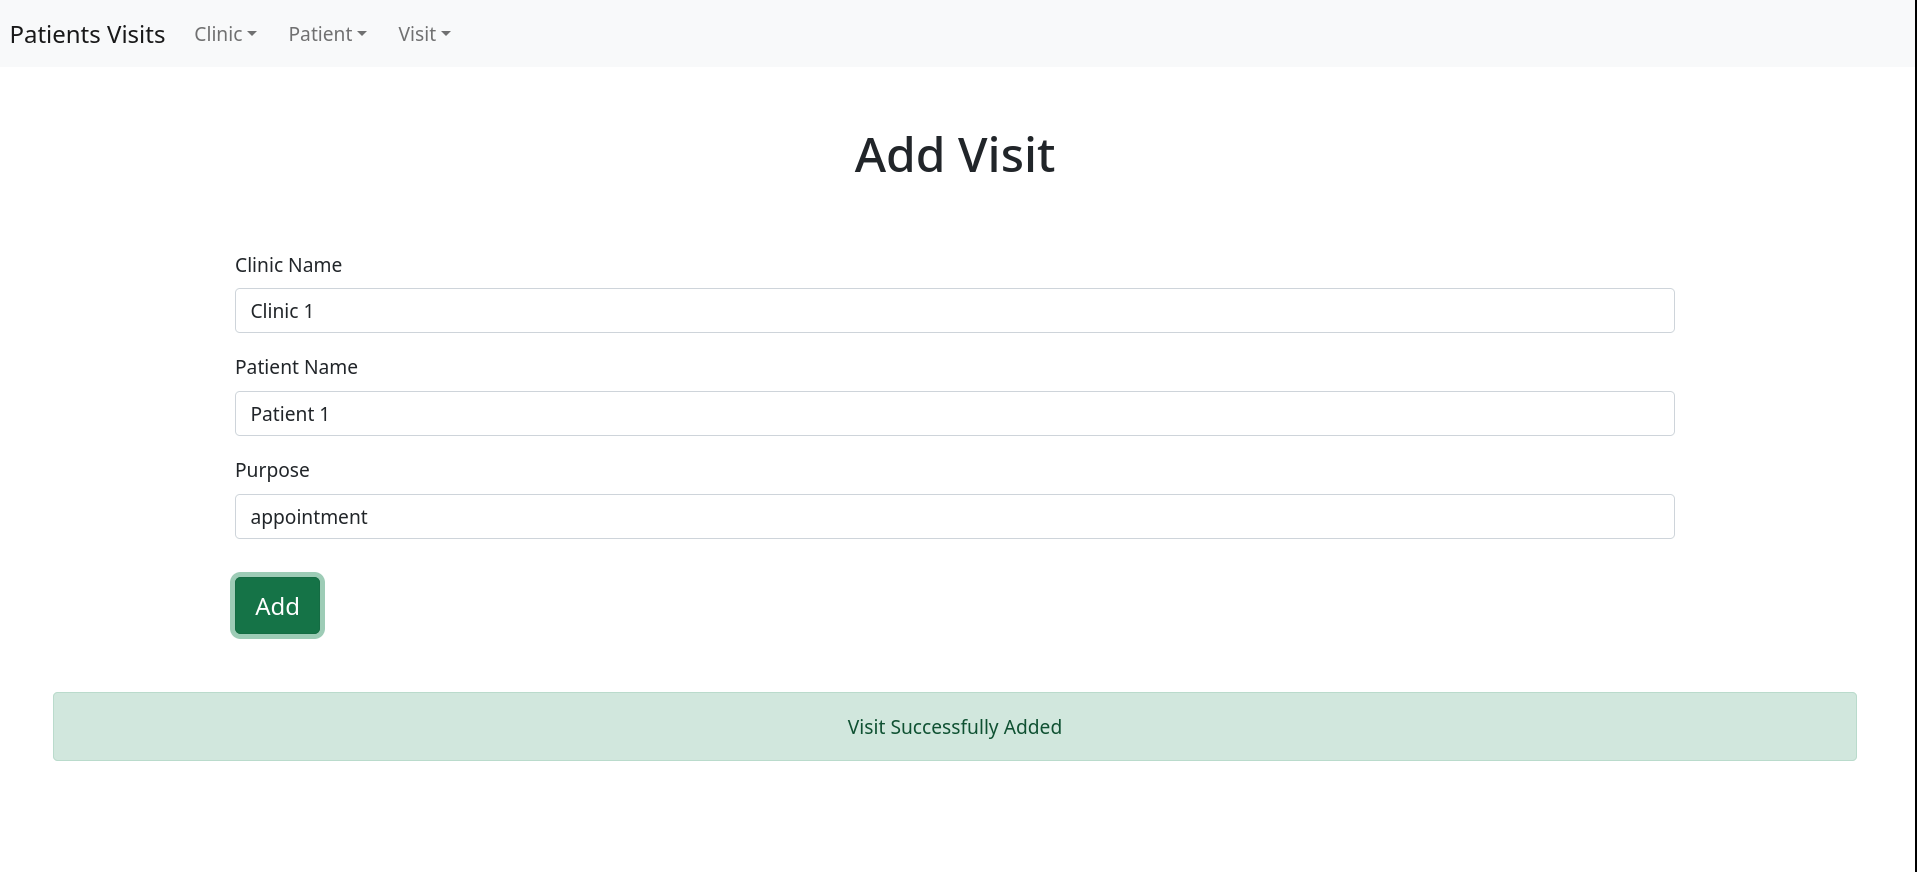 Patients Visits Clinic Patient Visit
Add Visit
Clinic Name
Clinic 1
Patient Name
Patient 1
Purpose
appointment
Add
Visit Successfully Added